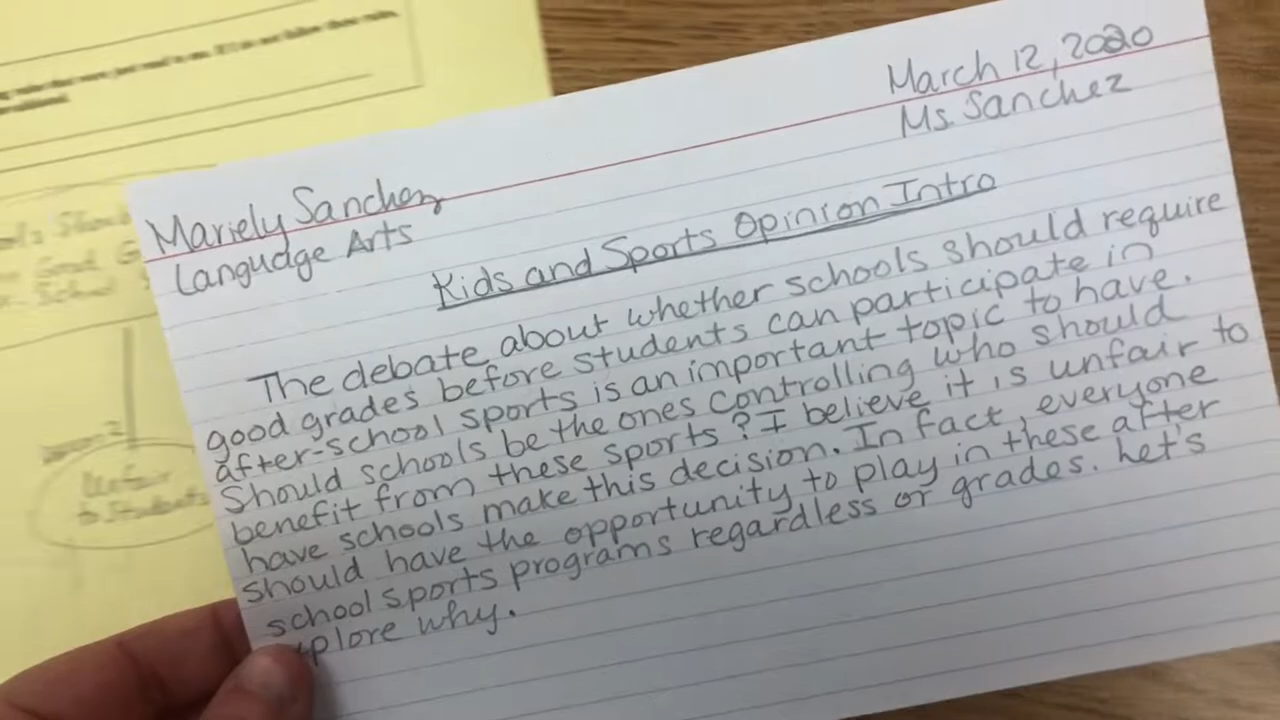 March 12, 2020
Ms. Sanchez
Mariely Sanchez
Language Arts
Kids and Sports Opinion Intro
The debate about whether schools should require
good grades before students can participate in
after-school sports is an important topic to have.
Should schools be the ones controlling who should
benefit from these sports? I believe it is unfair to
have schools make this decision. In fact, everyone
should have the opportunity to play in these after
school sports programs regardless or grades. Let's
plore why.
Unfair
to Students